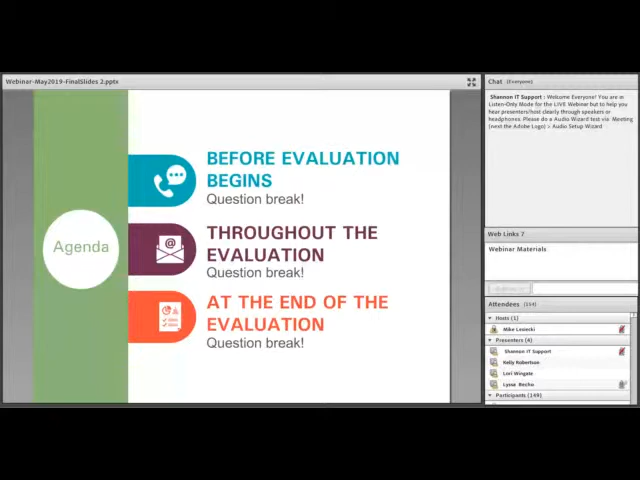 Webinar-May2019-FinalSlides 2.pptx
Agenda
BEFORE EVALUATION
BEGINS
Question break!
@
THROUGHOUT THE
EVALUATION
Question break!
AT THE END OF THE
EVALUATION
Question break!
Chat (Everyone)
Shannon IT Support : Welcome Everyone! You are in
Listen-Only Mode for the LIVE Webinar but to help you
hear presenters/host clearly through speakers or
headphones. Please do a Audio Wizard test via Meeting
(next the Adobe Logo) > Audio Setup Wizard
Web Links 7
Webinar Materials
Attendees (154)
Hosts (1)
Mike Lesiecki
Presenters (4)
Shannon IT Support
Kelly Robertson
Lori Wingate
Lyssa Becho
Participants (149)